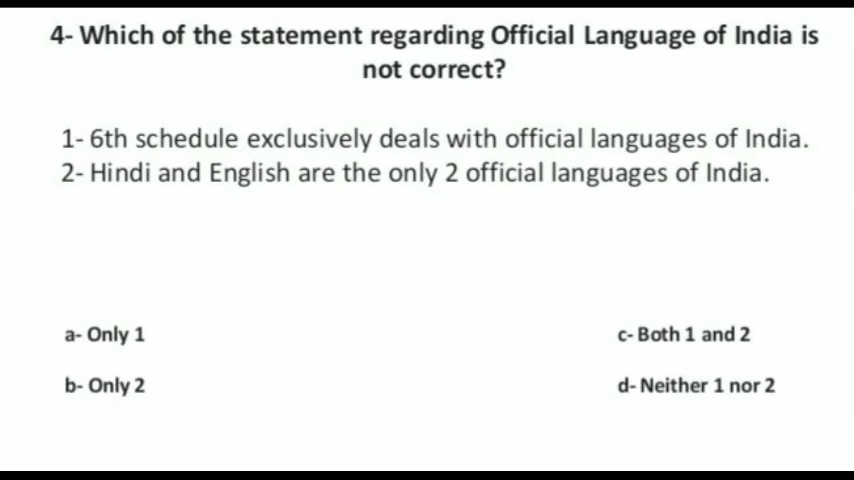 4- Which of the statement regarding Official Language of India is
not correct?
1- 6th schedule exclusively deals with official languages of India.
2- Hindi and English are the only 2 official languages of India.
a- Only 1
c- Both 1 and 2
b- Only 2
d- Neither 1 nor 2